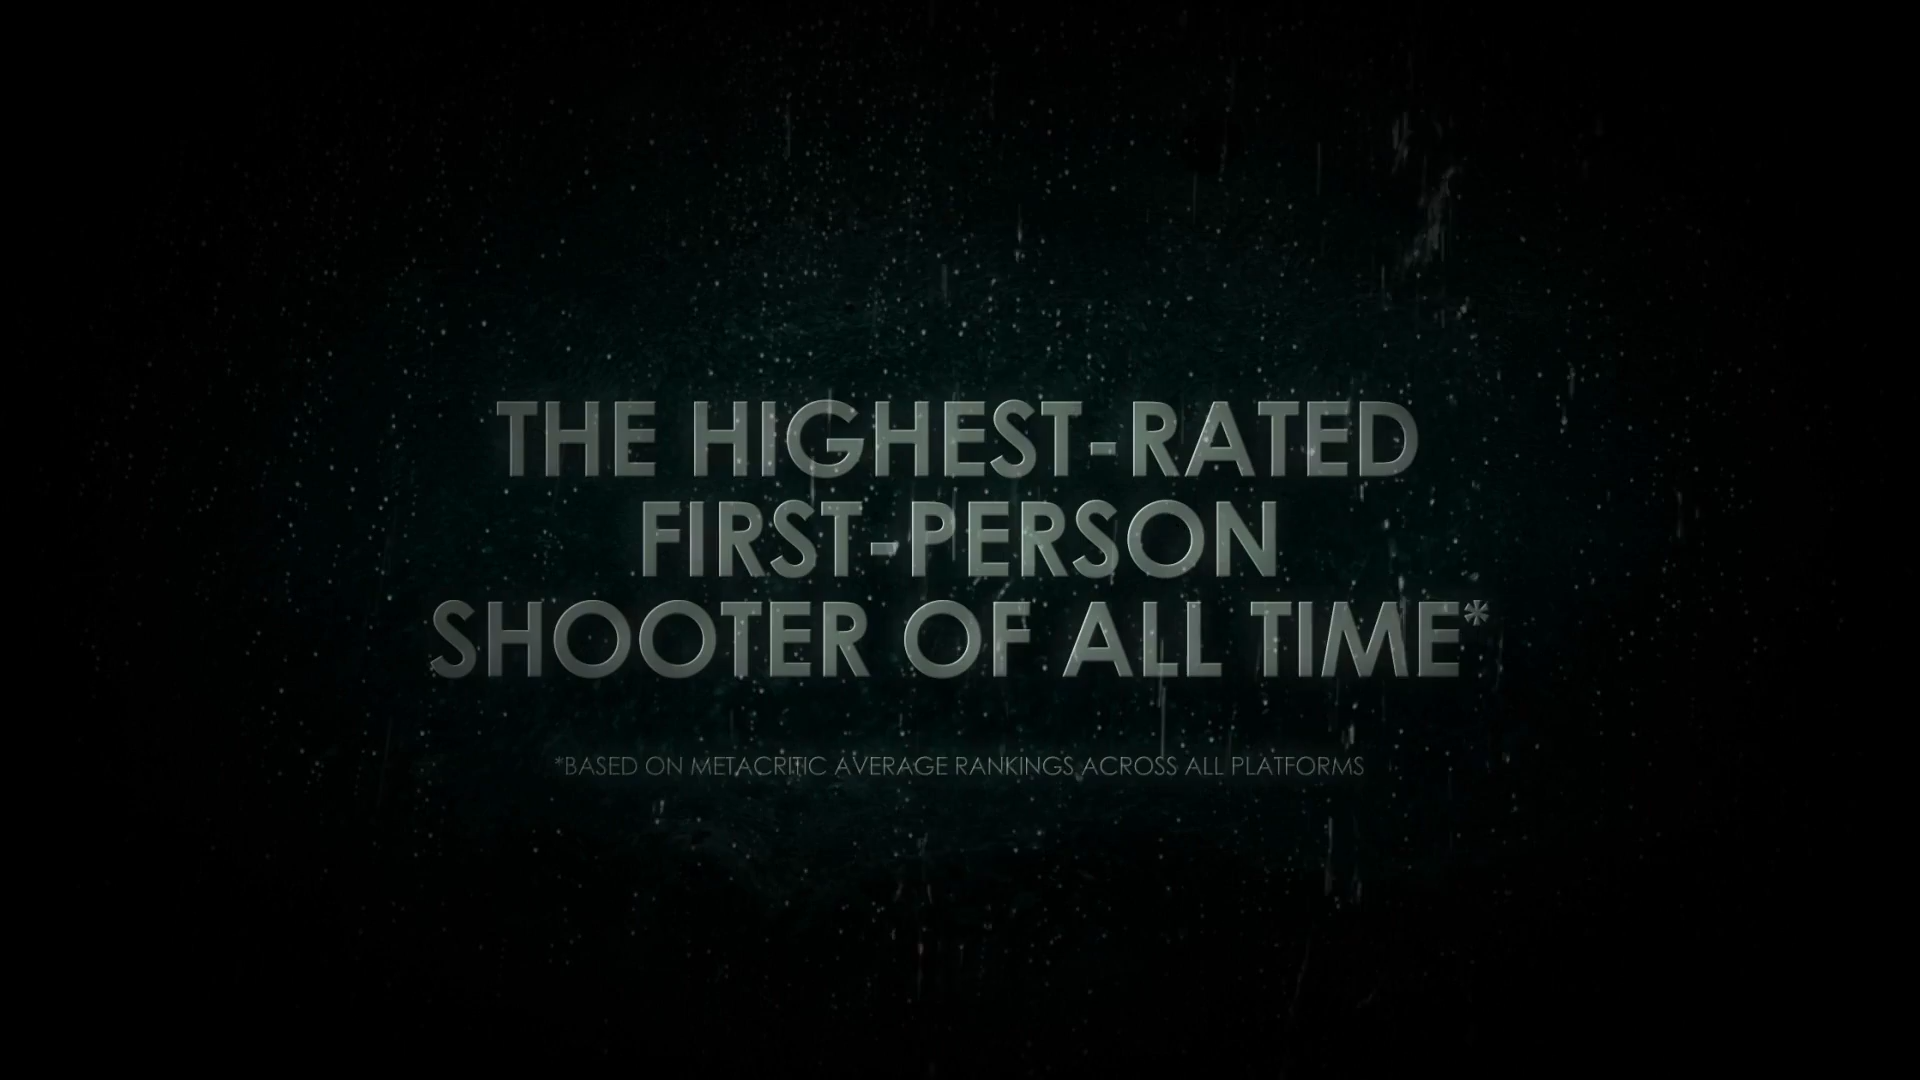 THE HIGHEST-RATED
FIRST-PERSON
SHOOTER OF ALL TIME*
*BASED ON METACRITIC AVERAGE RANKINGS ACROSS ALL PLATFORMS